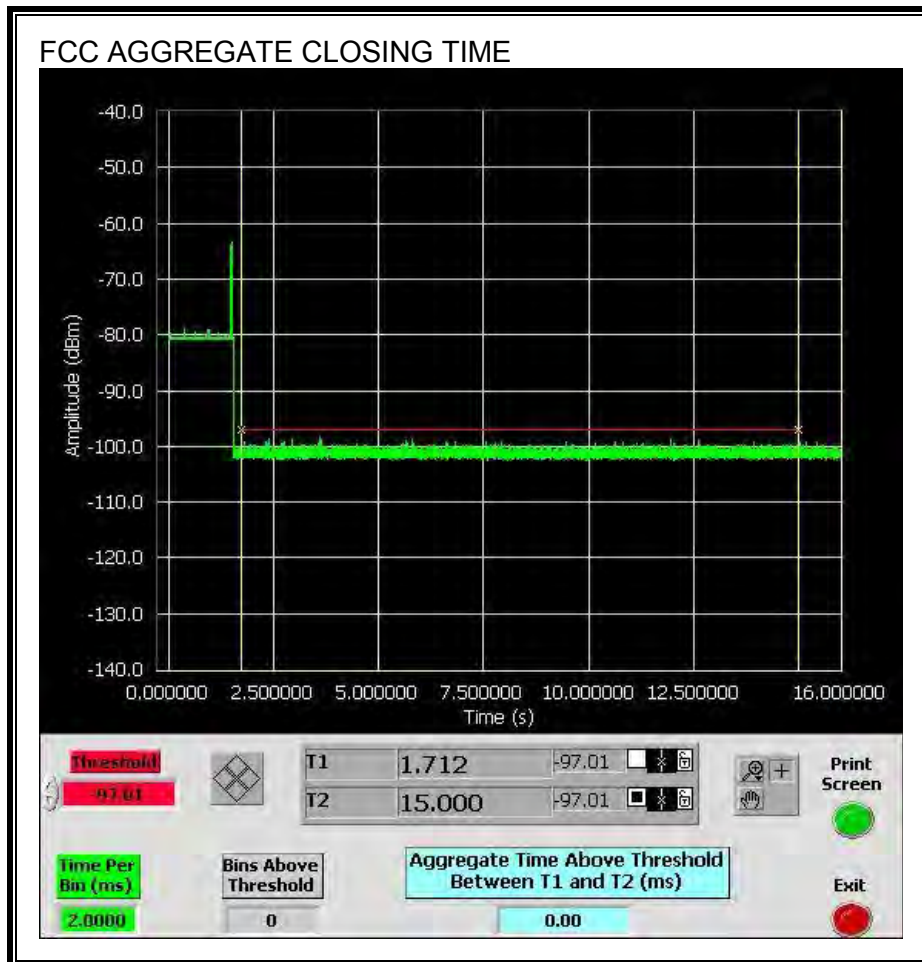 FCC AGGREGATE CLOSING TIME
-40.0
-50.0
-60.0
-70.0
-80.0
-90.0
-100.0
-110.0
-120.0
-130.0
-140.0
Amplitude (dBm)
0.000000 2.500000 5.000000 7.500000 10.000000 12.500000 16.000000
Time (s)
Threshold
-97.01
T1 1.712 -97.01
T2 15.000 -97.01
Print Screen
Time Per Bin (ms)
2.0000
Bins Above Threshold
0
Aggregate Time Above Threshold
Between T1 and T2 (ms)
0.00
Exit